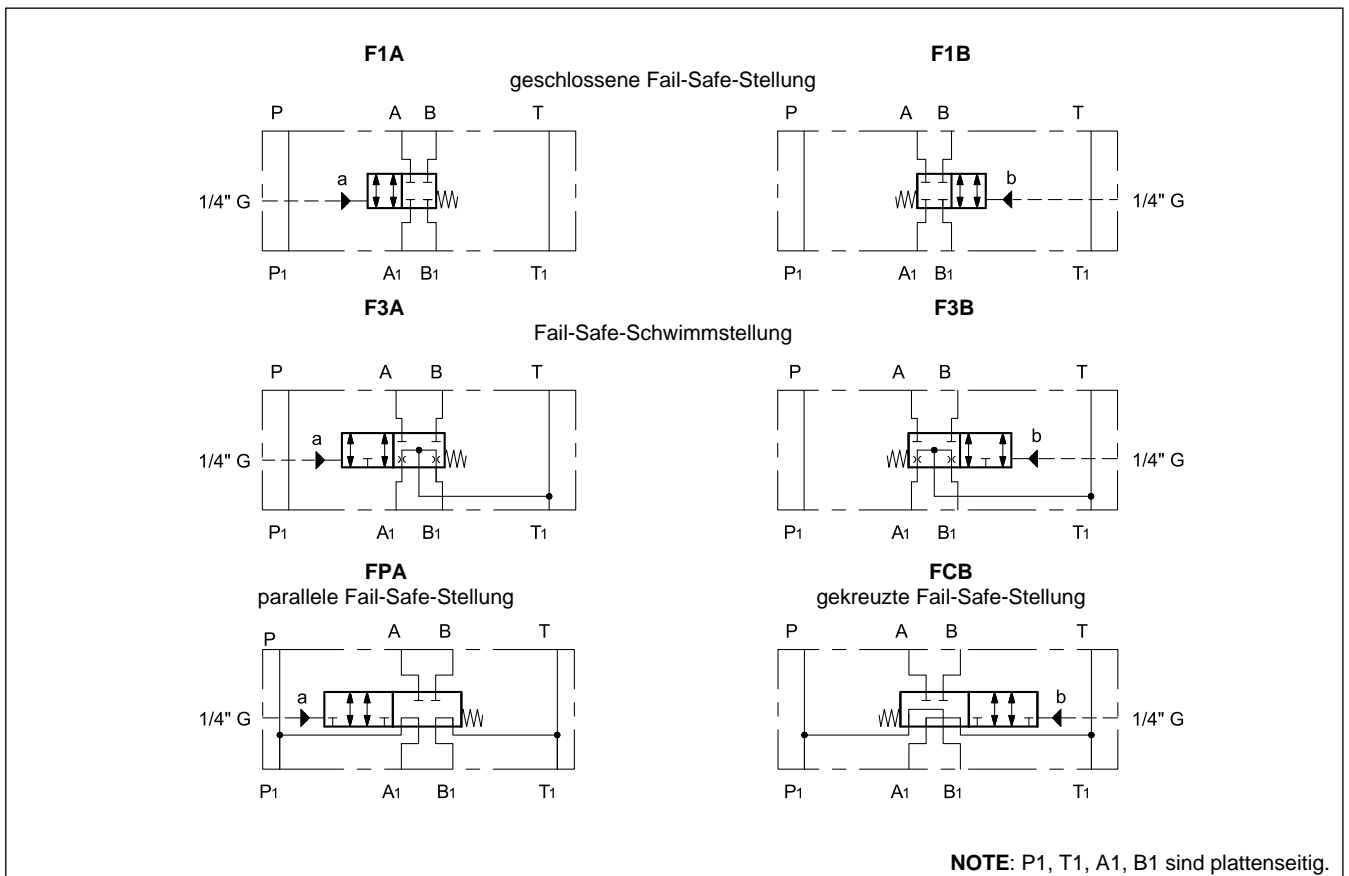 F1A F1B
geschlossene Fail-Safe-Stellung
P A B T P A B T
a b
1/4" G 1/4" G
P1 A1 B1 T1 P1 A1 B1 T1
F3A F3B
Fail-Safe-Schwimmstellung
P A B T P A B T
a b
1/4" G 1/4" G
P1 A1 B1 T1 P1 A1 B1 T1
FPA FCB
parallele Fail-Safe-Stellung gekreuzte Fail-Safe-Stellung
P A B T P A B T
a b
1/4" G 1/4" G
P1 A1 B1 T1 P1 A1 B1 T1
NOTE: P1, T1, A1, B1 sind plattenseitig.